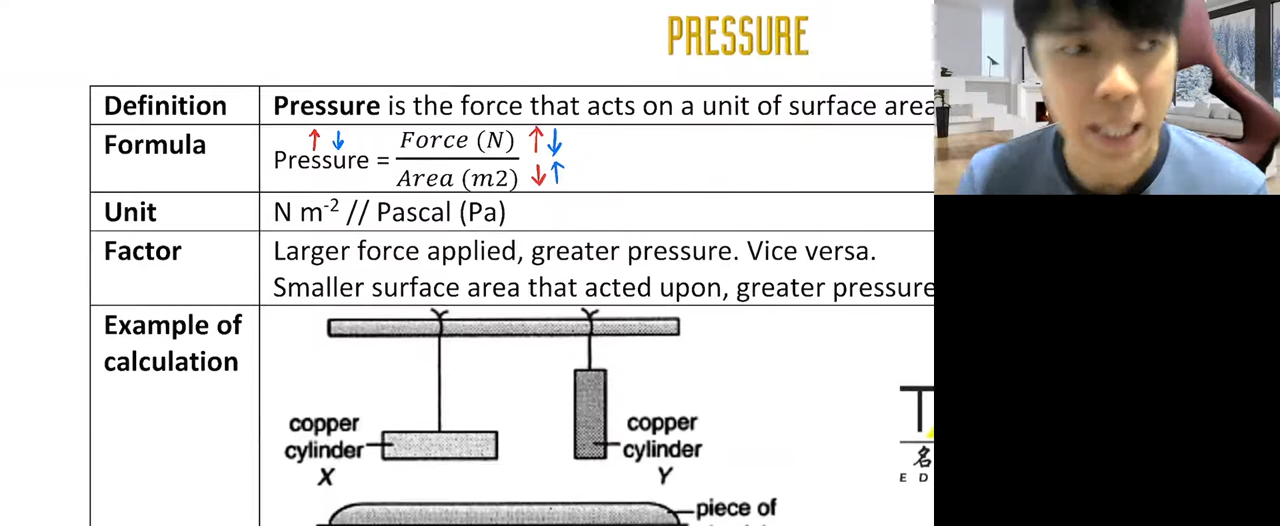 PRESSURE
Definition
Pressure is the force that acts on a unit of surface area
Formula
Pressure = Force (N) / Area (m2)
Unit
N m-2 // Pascal (Pa)
Factor
Larger force applied, greater pressure. Vice versa.
Smaller surface area that acted upon, greater pressure
Example of
calculation
copper
cylinder
X
copper
cylinder
Y
piece of
T
名
E D